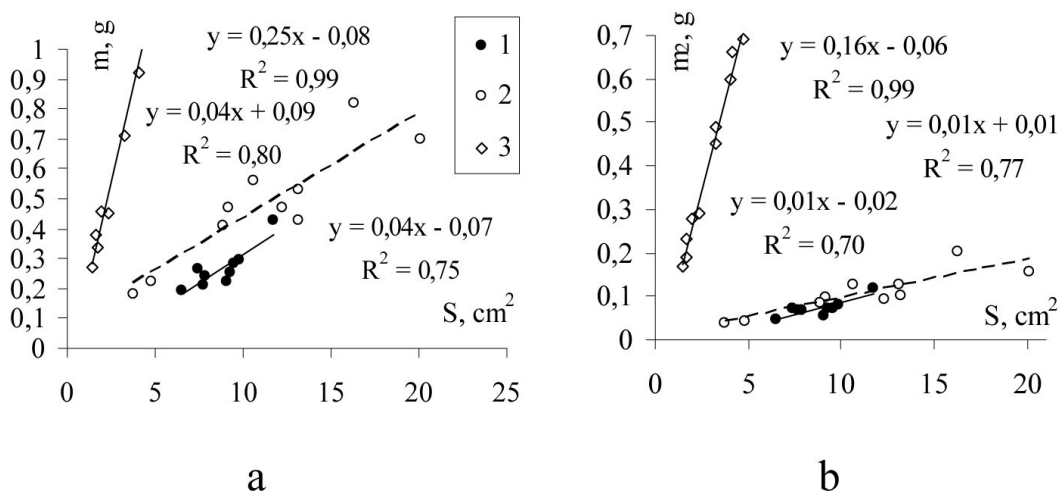 m, g
1
0,9
0,8
0,7
0,6
0,5
0,4
0,3
0,2
0,1
0
y = 0,25x - 0,08
R² = 0,99
y = 0,04x + 0,09
R² = 0,80
y = 0,04x - 0,07
R² = 0,75
S, cm²
0 5 10 15 20 25
1
2
3
a
m2, g
0,7
0,6
0,5
0,4
0,3
0,2
0,1
0
y = 0,16x - 0,06
R² = 0,99
y = 0,01x + 0,01
R² = 0,77
y = 0,01x - 0,02
R² = 0,70
S, cm²
0 5 10 15 20
b